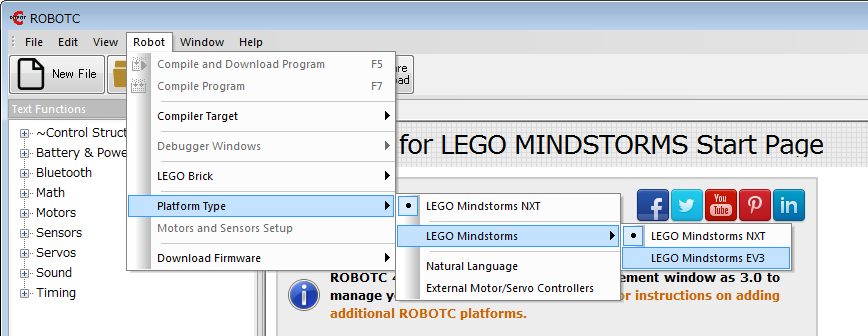 ROBOTC
File Edit View Robot Window Help
New File
Text Functions
~Control Struct
Battery & Powe
Bluetooth
Math
Motors
Sensors
Servos
Sound
Timing
Compile and Download Program F5
Compile Program F7
Compiler Target
Debugger Windows
LEGO Brick
Platform Type
Motors and Sensors Setup
Download Firmware
for LEGO MINDSTORMS Start Page
You
Tube
in
LEGO Mindstorms NXT
LEGO Mindstorms
Natural Language
External Motor/Servo Controllers
LEGO Mindstorms NXT
LEGO Mindstorms EV3
ROBOTC
ement window as 3.0 to
manage y
or instructions on adding
additional ROBOTC platforms.